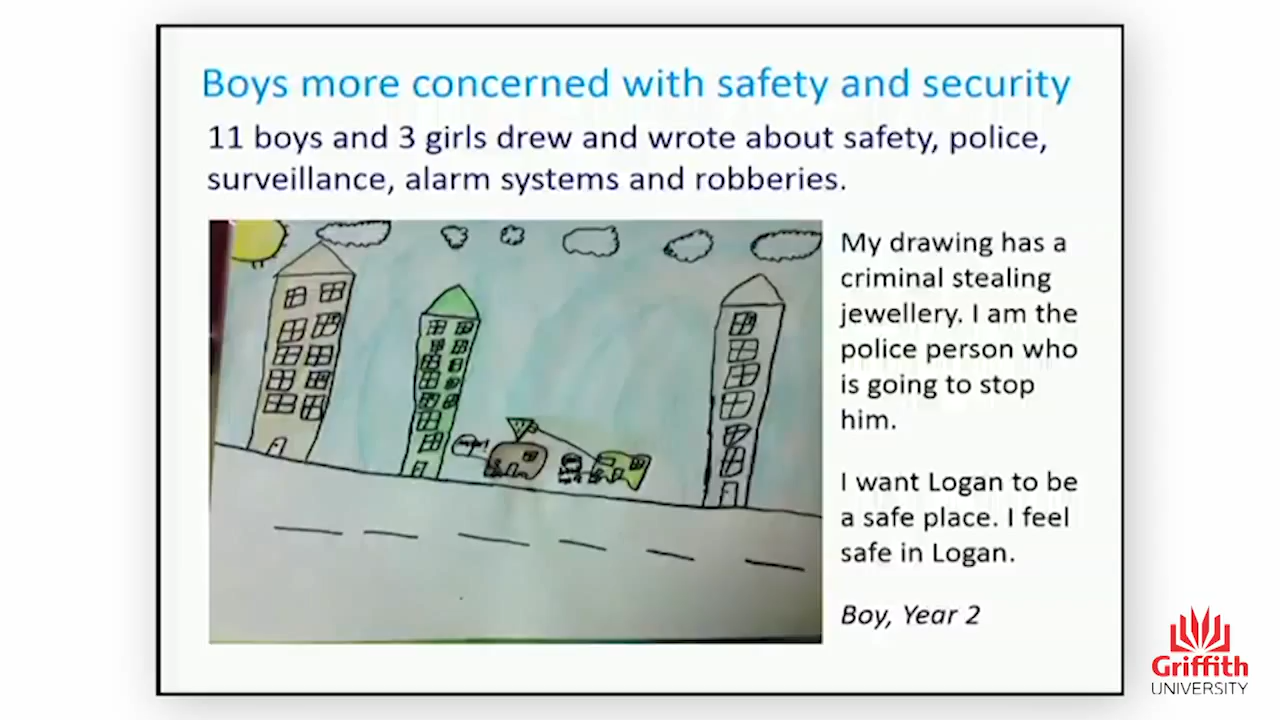 Boys more concerned with safety and security
11 boys and 3 girls drew and wrote about safety, police,
surveillance, alarm systems and robberies.
My drawing has a
criminal stealing
jewellery. I am the
police person who
is going to stop
him.
I want Logan to be
a safe place. I feel
safe in Logan.
Boy, Year 2
Griffith
UNIVERSITY